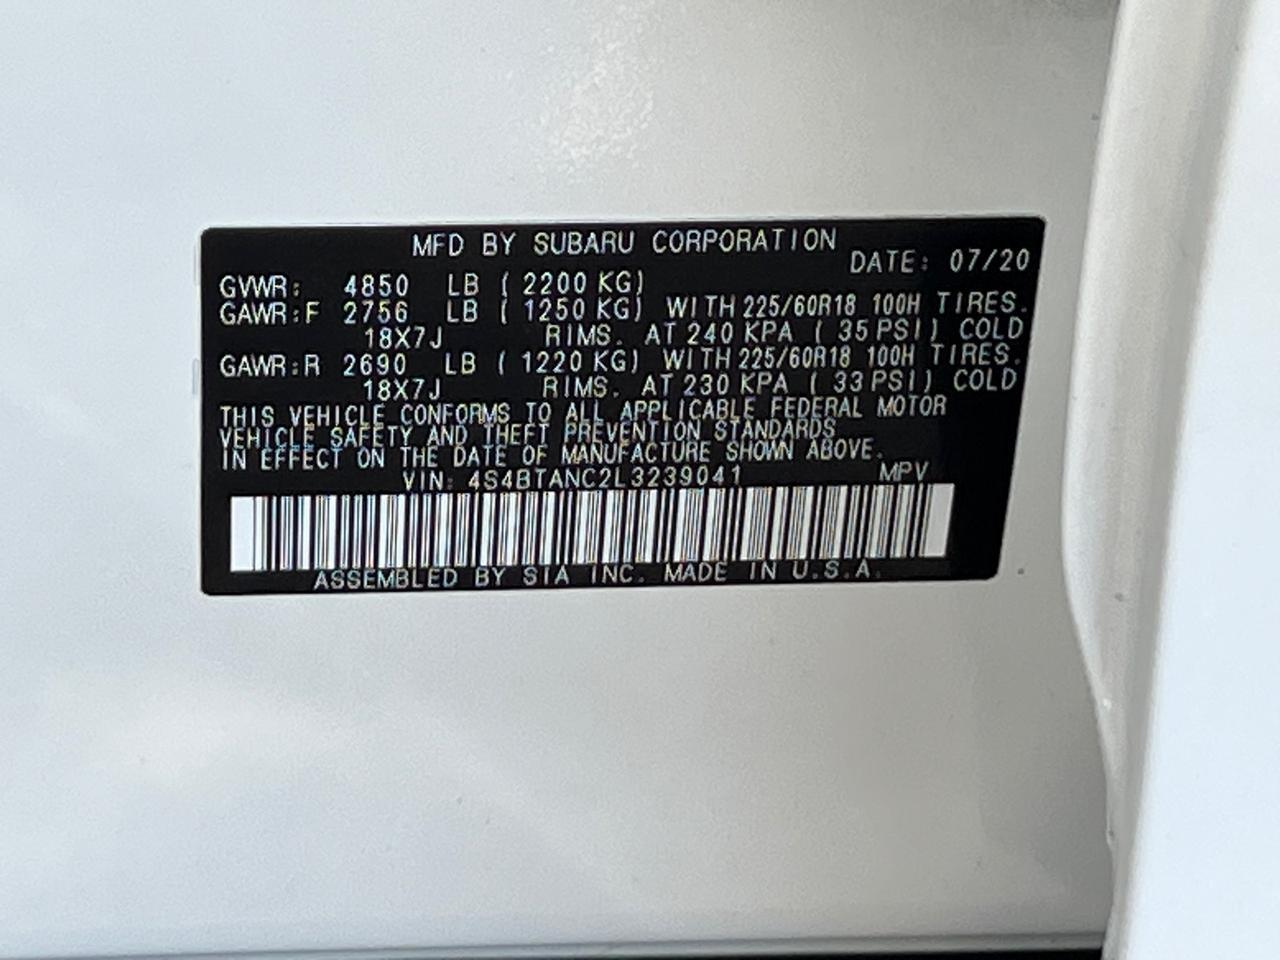 MFD BY SUBARU CORPORATION
DATE: 07/20
GVWR: 4850 LB ( 2200 KG)
GAWR:F 2756 LB ( 1250 KG) WITH 225/60R18 100H TIRES.
18X7J RIMS. AT 240 KPA ( 35 PSI) COLD
GAWR:R 2690 LB ( 1220 KG) WITH 225/60R18 100H TIRES.
18X7J RIMS. AT 230 KPA ( 33 PSI) COLD
THIS VEHICLE CONFORMS TO ALL APPLICABLE FEDERAL MOTOR
VEHICLE SAFETY AND THEFT PREVENTION STANDARDS
IN EFFECT ON THE DATE OF MANUFACTURE SHOWN ABOVE.
VIN: 4S4BTANC2L3239041 MPV
ASSEMBLED BY SIA INC. MADE IN U.S.A.